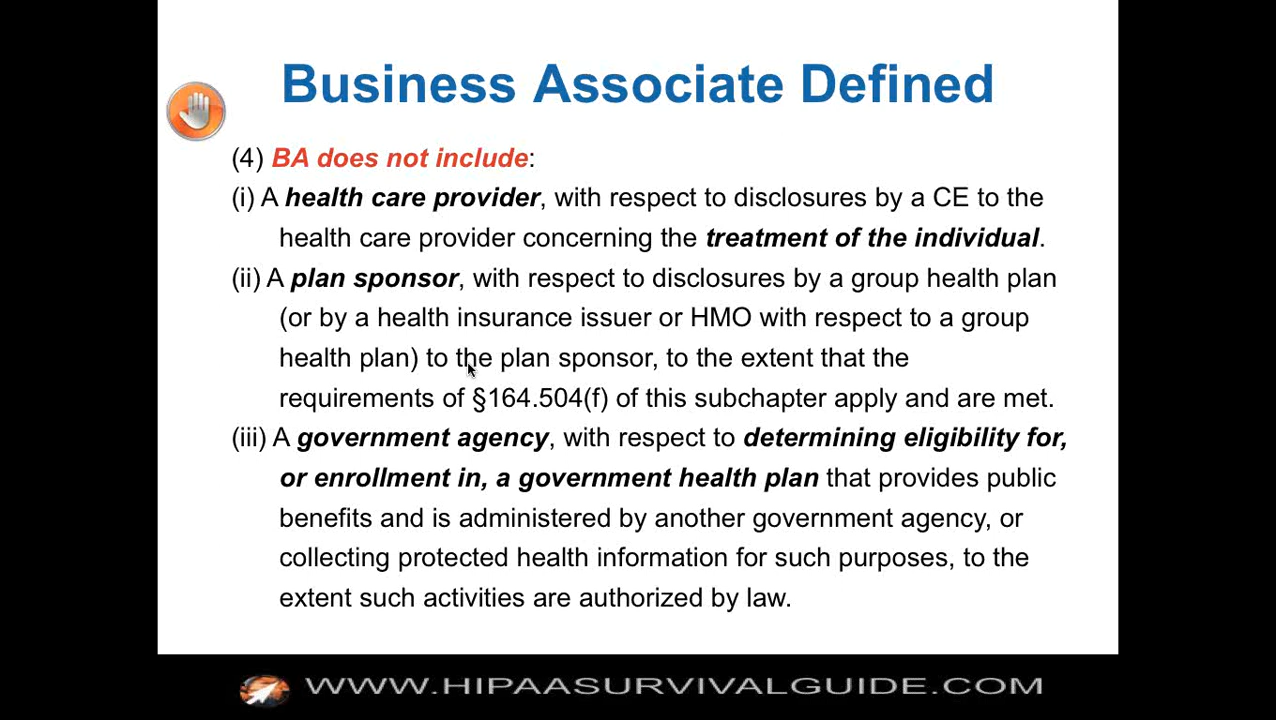 Business Associate Defined
(4) BA does not include:
(i) A health care provider, with respect to disclosures by a CE to the
health care provider concerning the treatment of the individual.
(ii) A plan sponsor, with respect to disclosures by a group health plan
(or by a health insurance issuer or HMO with respect to a group
health plan) to the plan sponsor, to the extent that the
requirements of §164.504(f) of this subchapter apply and are met.
(iii) A government agency, with respect to determining eligibility for,
or enrollment in, a government health plan that provides public
benefits and is administered by another government agency, or
collecting protected health information for such purposes, to the
extent such activities are authorized by law.
WWW.HIPAASURVIVALGUIDE.COM